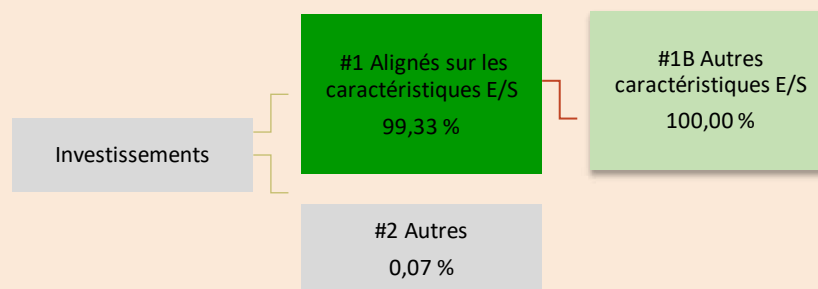 Investissements
#1 Alignés sur les
caractéristiques E/S
99,33 %
#1B Autres
caractéristiques E/S
100,00 %
#2 Autres
0,07 %